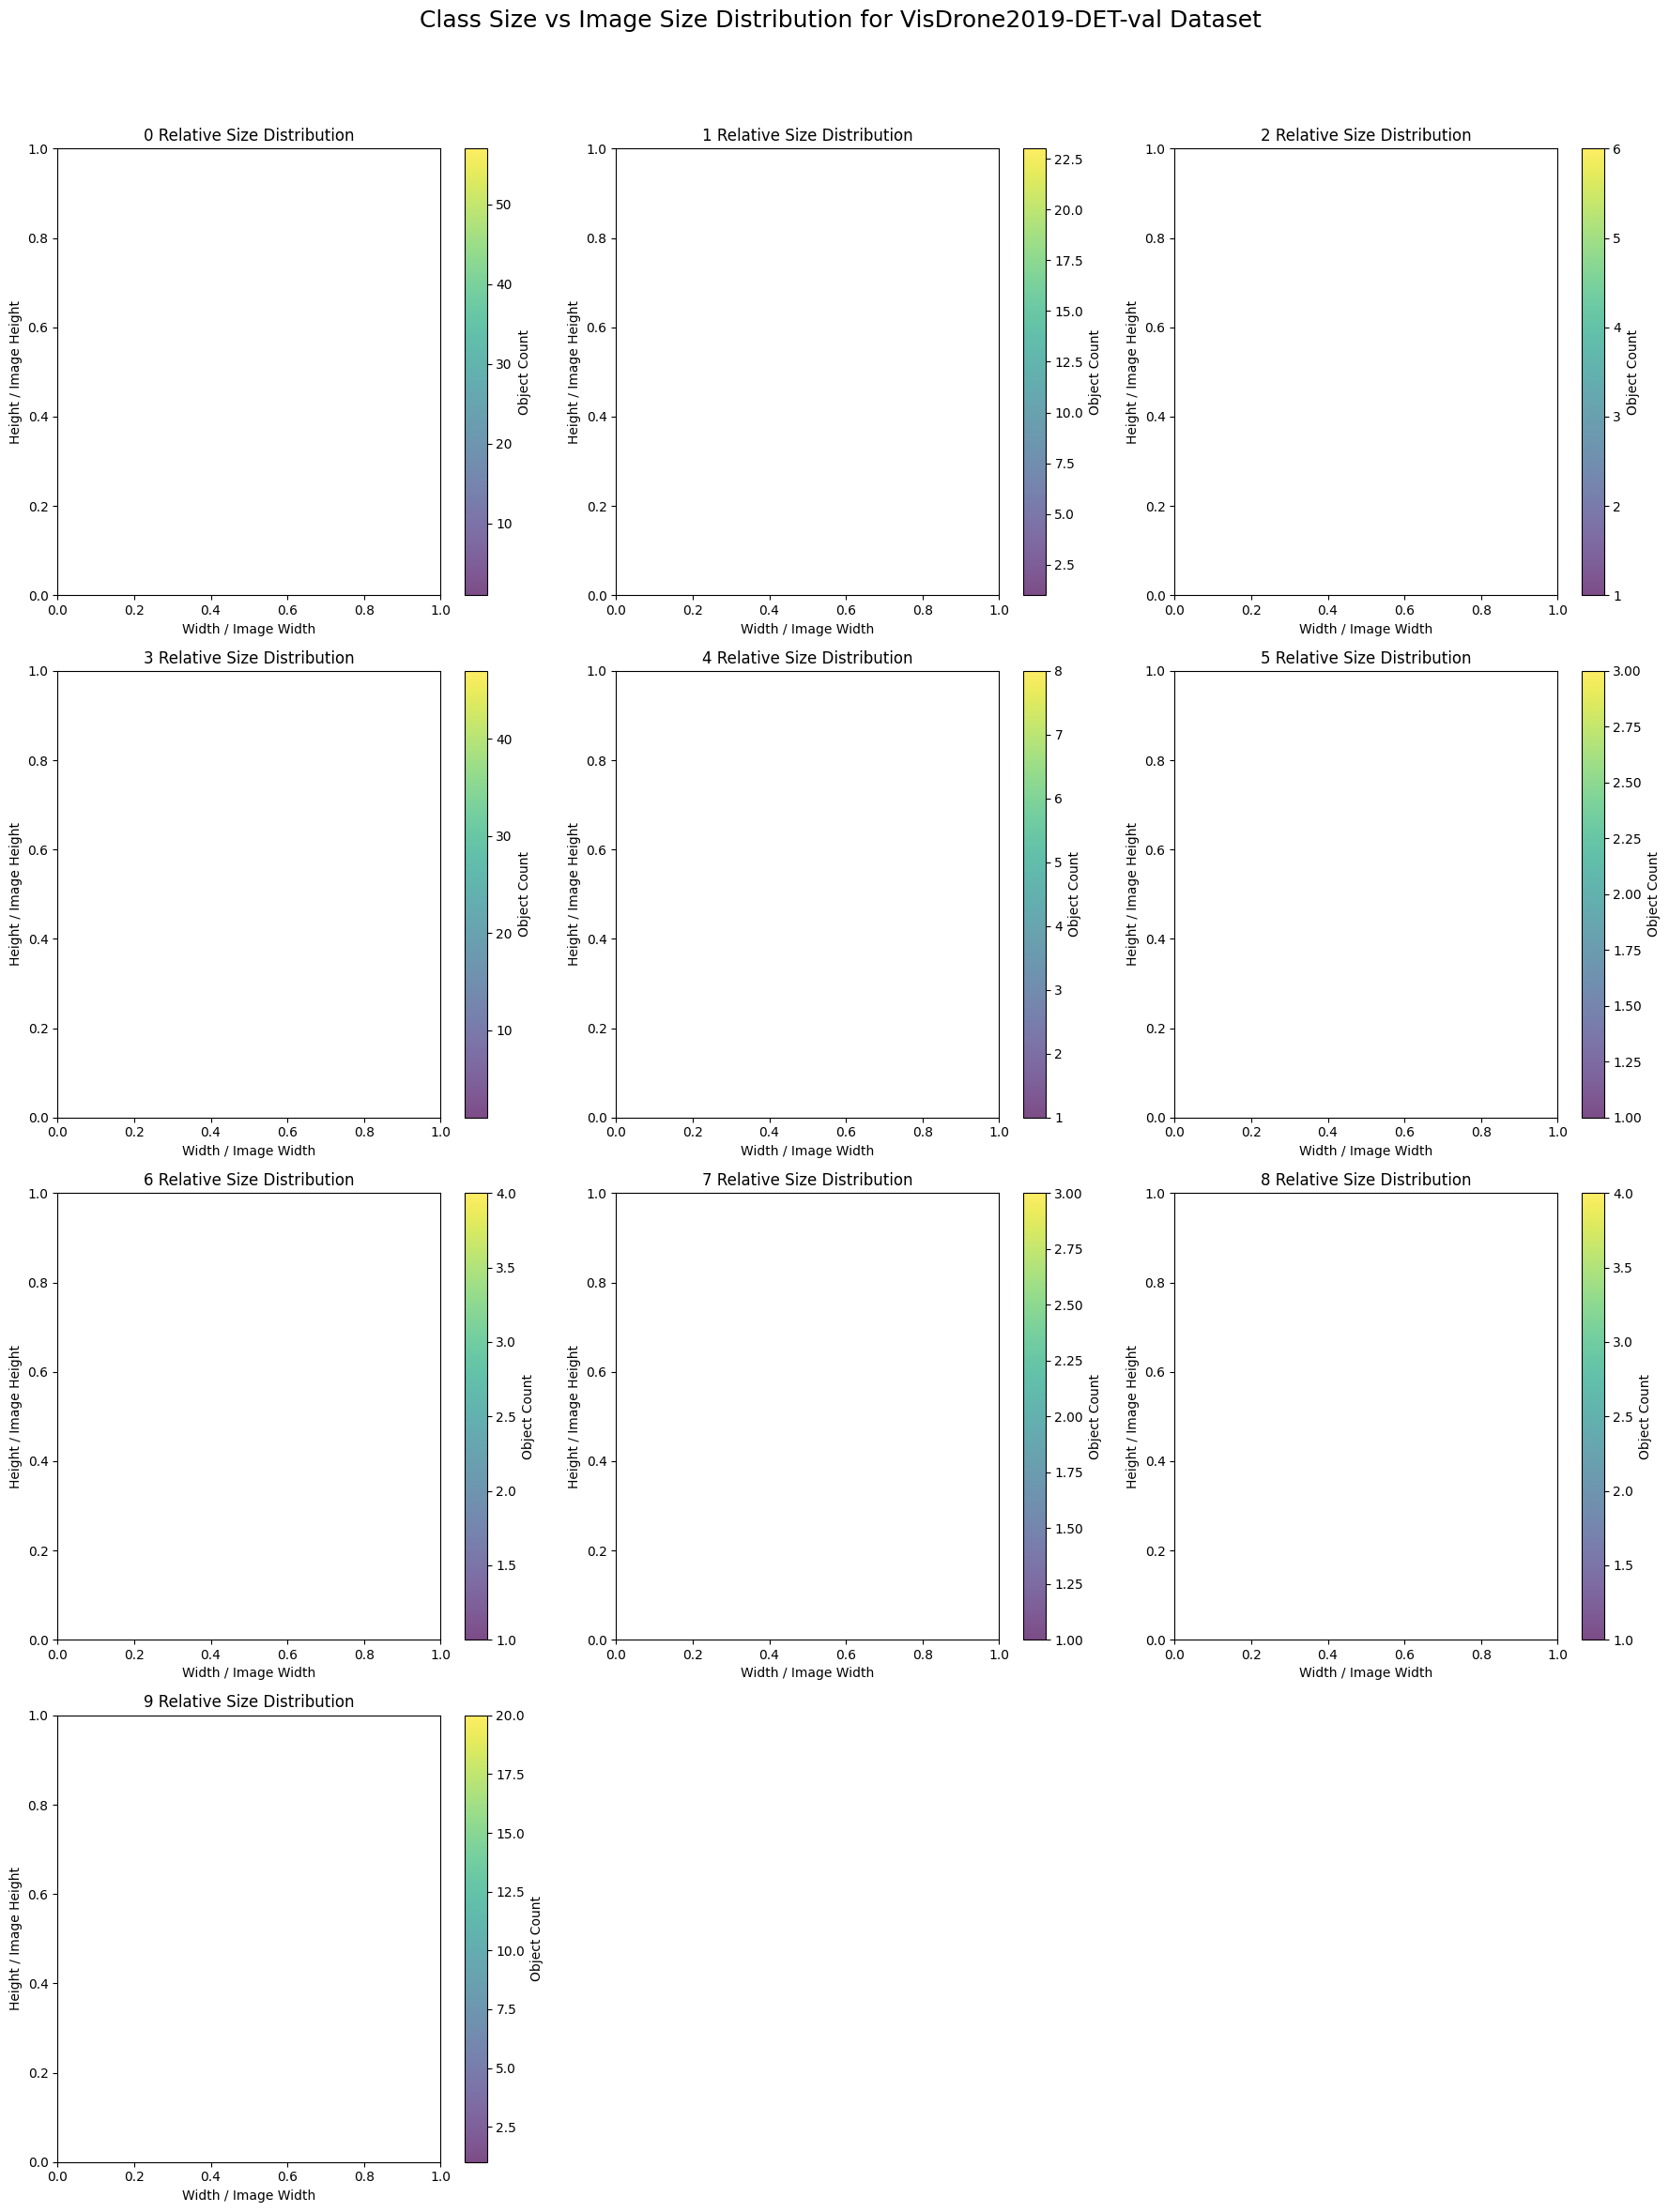 Class Size vs Image Size Distribution for VisDrone2019-DET-val Dataset
0 Relative Size Distribution
1.0
0.8
0.6
0.4
0.2
0.0
Height / Image Height
0.0 0.2 0.4 0.6 0.8 1.0
Width / Image Width
50
40
30
20
10
Object Count
1 Relative Size Distribution
1.0
0.8
0.6
0.4
0.2
0.0
Height / Image Height
0.0 0.2 0.4 0.6 0.8 1.0
Width / Image Width
22.5
20.0
17.5
15.0
12.5
10.0
7.5
5.0
2.5
Object Count
2 Relative Size Distribution
1.0
0.8
0.6
0.4
0.2
0.0
Height / Image Height
0.0 0.2 0.4 0.6 0.8 1.0
Width / Image Width
6
5
4
3
2
1
Object Count
3 Relative Size Distribution
1.0
0.8
0.6
0.4
0.2
0.0
Height / Image Height
0.0 0.2 0.4 0.6 0.8 1.0
Width / Image Width
40
30
20
10
Object Count
4 Relative Size Distribution
1.0
0.8
0.6
0.4
0.2
0.0
Height / Image Height
0.0 0.2 0.4 0.6 0.8 1.0
Width / Image Width
8
7
6
5
4
3
2
1
Object Count
5 Relative Size Distribution
1.0
0.8
0.6
0.4
0.2
0.0
Height / Image Height
0.0 0.2 0.4 0.6 0.8 1.0
Width / Image Width
3.00
2.75
2.50
2.25
2.00
1.75
1.50
1.25
1.00
Object Count
6 Relative Size Distribution
1.0
0.8
0.6
0.4
0.2
0.0
Height / Image Height
0.0 0.2 0.4 0.6 0.8 1.0
Width / Image Width
4.0
3.5
3.0
2.5
2.0
1.5
1.0
Object Count
7 Relative Size Distribution
1.0
0.8
0.6
0.4
0.2
0.0
Height / Image Height
0.0 0.2 0.4 0.6 0.8 1.0
Width / Image Width
3.00
2.75
2.50
2.25
2.00
1.75
1.50
1.25
1.00
Object Count
8 Relative Size Distribution
1.0
0.8
0.6
0.4
0.2
0.0
Height / Image Height
0.0 0.2 0.4 0.6 0.8 1.0
Width / Image Width
4.0
3.5
3.0
2.5
2.0
1.5
1.0
Object Count
9 Relative Size Distribution
1.0
0.8
0.6
0.4
0.2
0.0
Height / Image Height
0.0 0.2 0.4 0.6 0.8 1.0
Width / Image Width
20.0
17.5
15.0
12.5
10.0
7.5
5.0
2.5
Object Count